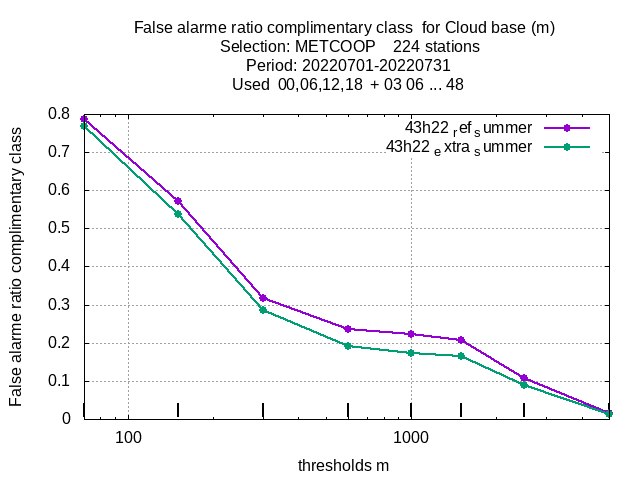 False alarme ratio complimentary class  for Cloud base (m)
Selection: METCOOP    224 stations
Period: 20220701-20220731
Used  00,06,12,18  + 03 06 ... 48
43h22 ref summer
43h22 extra summer
False alarme ratio complimentary class
0.8
0.7
0.6
0.5
0.4
0.3
0.2
0.1
0
100
1000
thresholds m